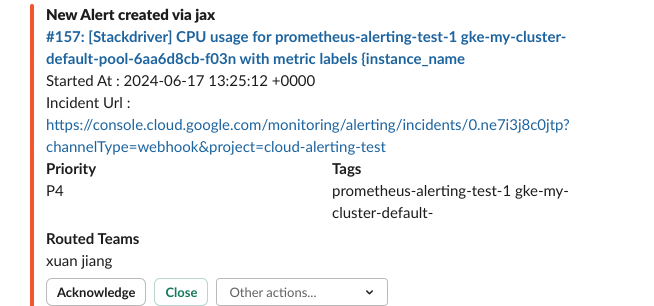 New Alert created via jax
#157: [Stackdriver] CPU usage for prometheus-alerting-test-1 gke-my-cluster-
default-pool-6aa6d8cb-f03n with metric labels {instance_name
Started At : 2024-06-17 13:25:12 +0000
Incident Url :
https://console.cloud.google.com/monitoring/alerting/incidents/0.ne7i3j8c0jtp?
channelType=webhook&project=cloud-alerting-test
Priority
P4
Tags
prometheus-alerting-test-1 gke-my-
cluster-default-
Routed Teams
xuan jiang
Acknowledge Close Other actions...